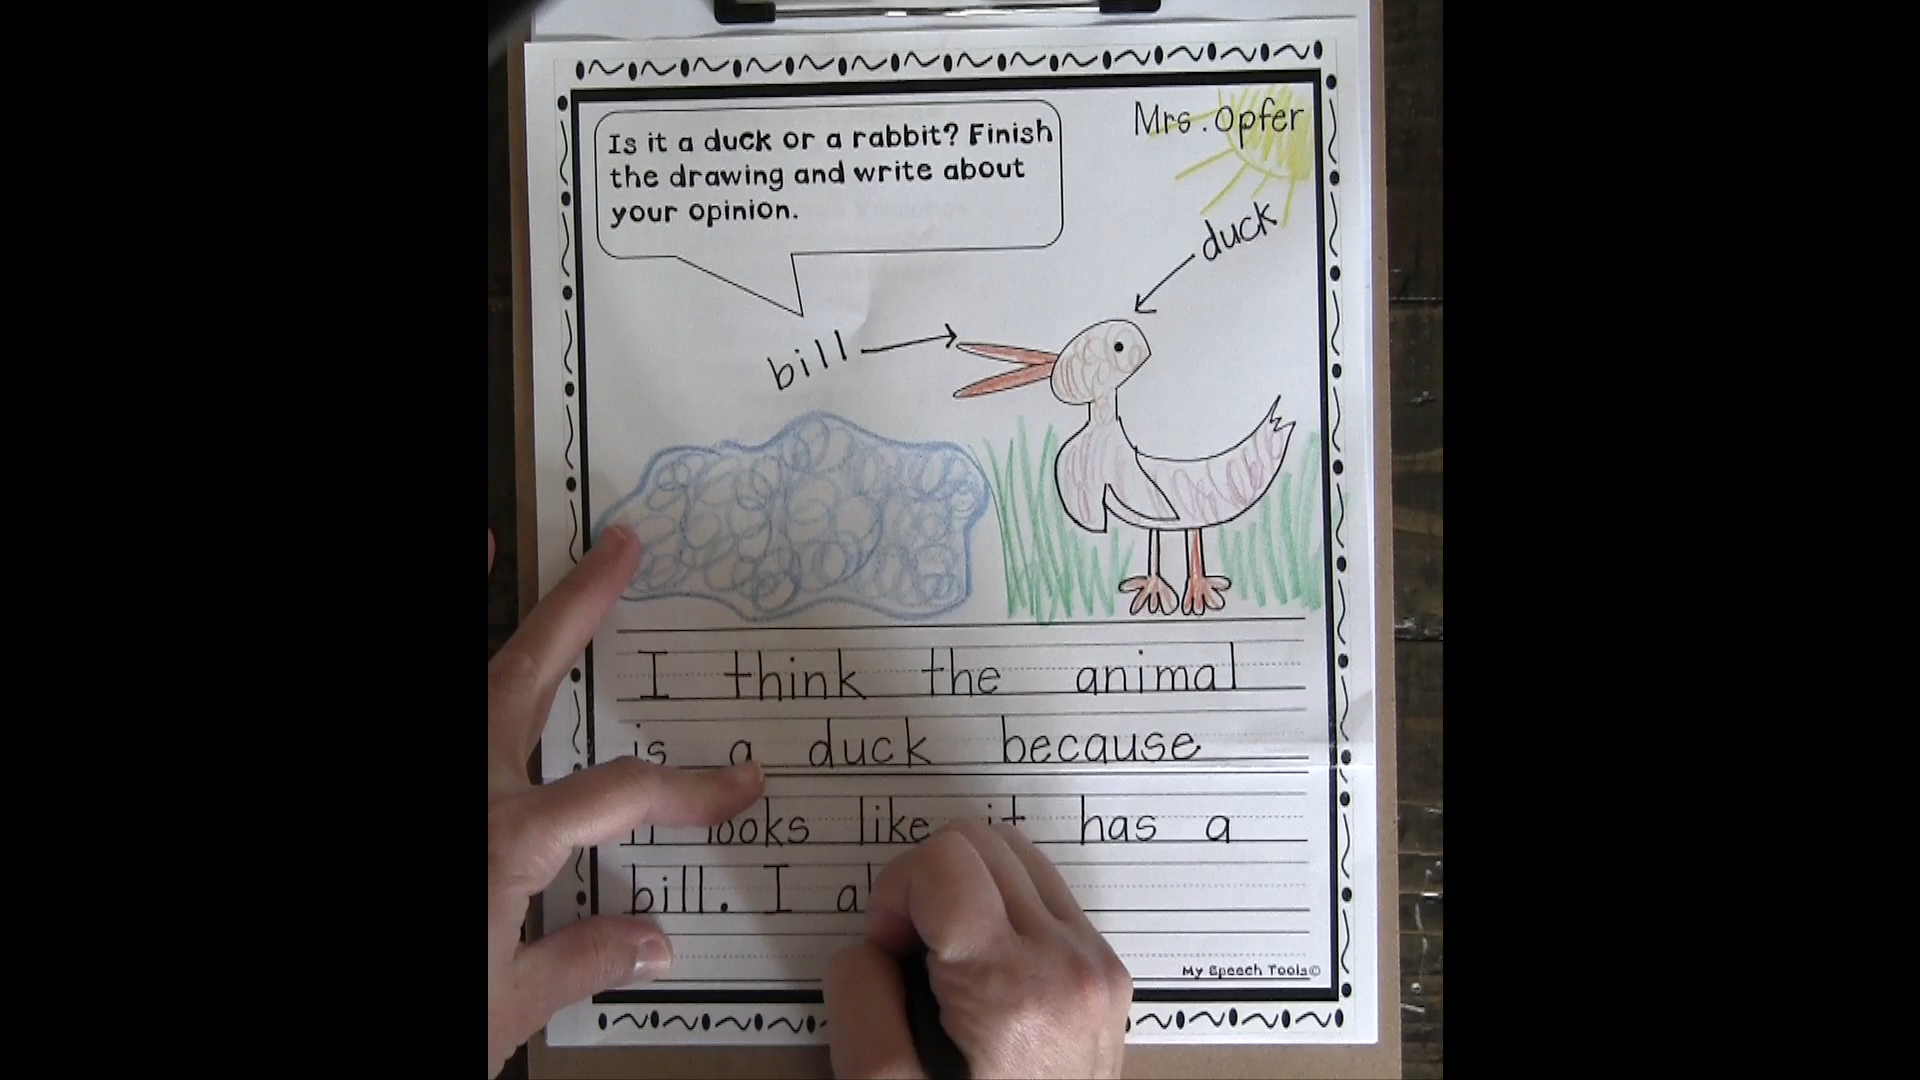 Mrs. Opfer
Is it a duck or a rabbit? Finish
the drawing and write about
your opinion.
duck
bill
I think the animal
is a duck because
looks like it has a
bill. I
My Speech Tools©